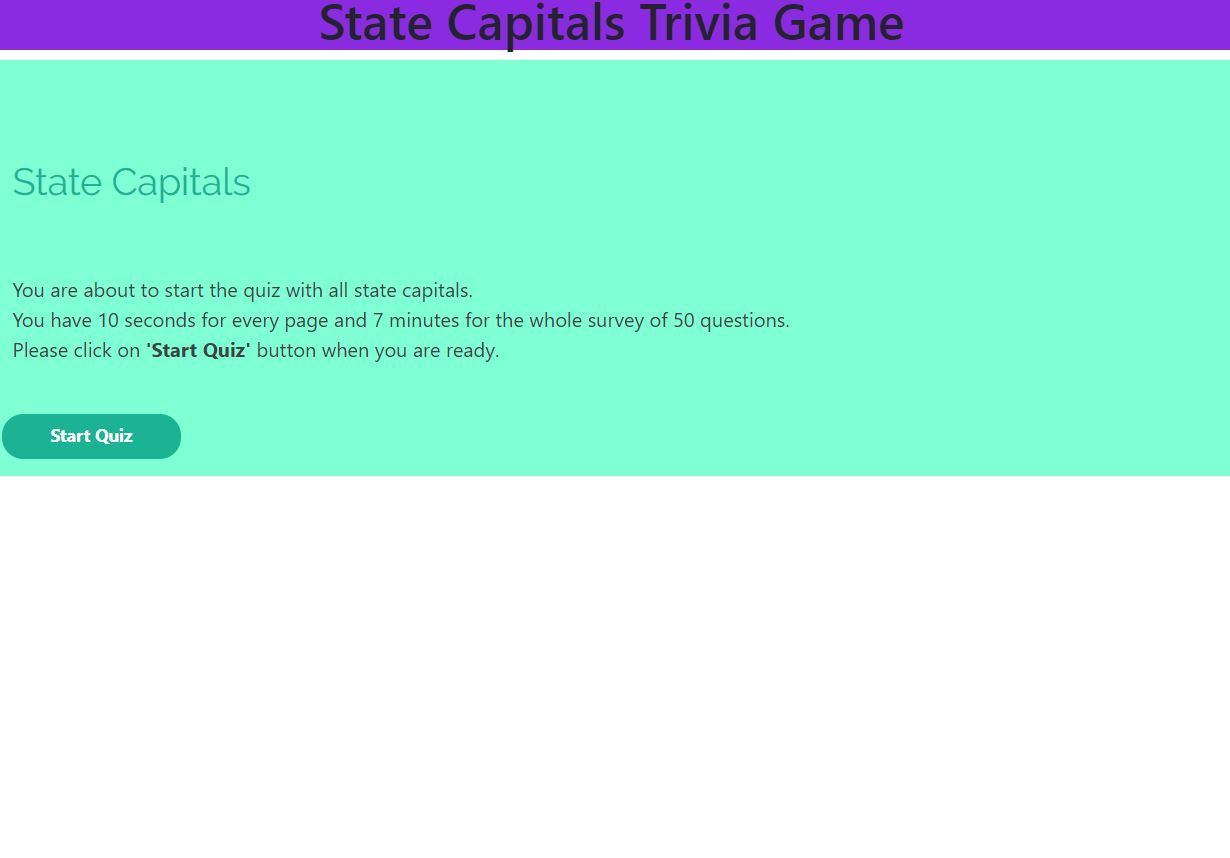 State Capitals Trivia Game
State Capitals
You are about to start the quiz with all state capitals.
You have 10 seconds for every page and 7 minutes for the whole survey of 50 questions.
Please click on 'Start Quiz' button when you are ready.
Start Quiz